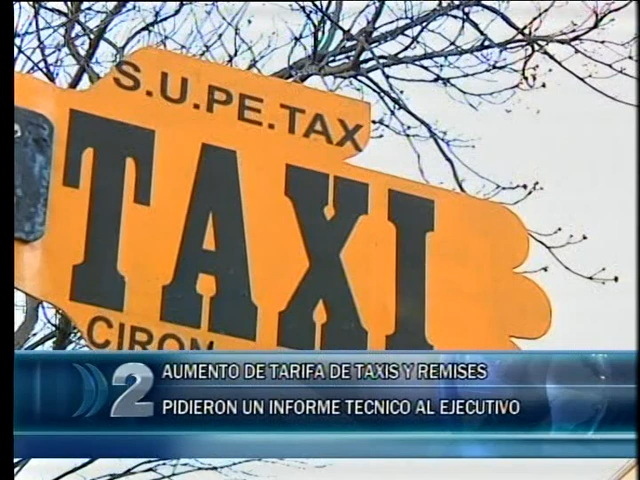 S.U.PE.TAX
TAXI
2
AUMENTO DE TARIFA DE TAXIS Y REMISES
PIDIERON UN INFORME TECNICO AL EJECUTIVO